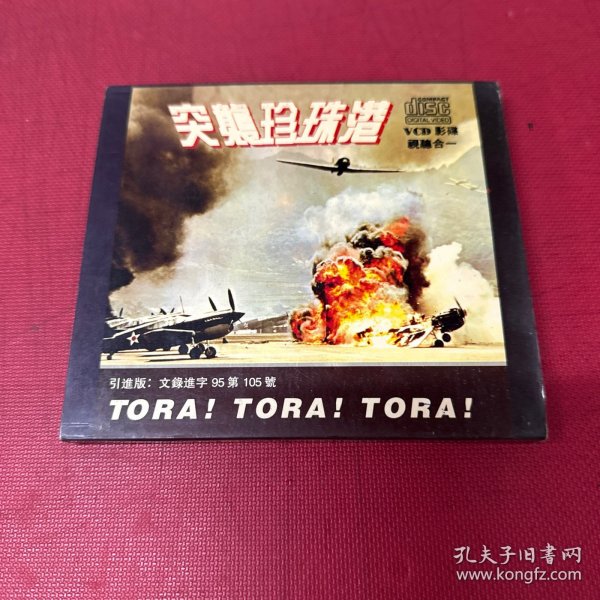 突襲珍珠港
COMPACT
disc
DIGITAL VIDEO
VCD 影碟
視聽合一
引進版：文錄進字 95 第 105 號
TORA! TORA! TORA!
孔夫子旧书网
www.kongfz.com